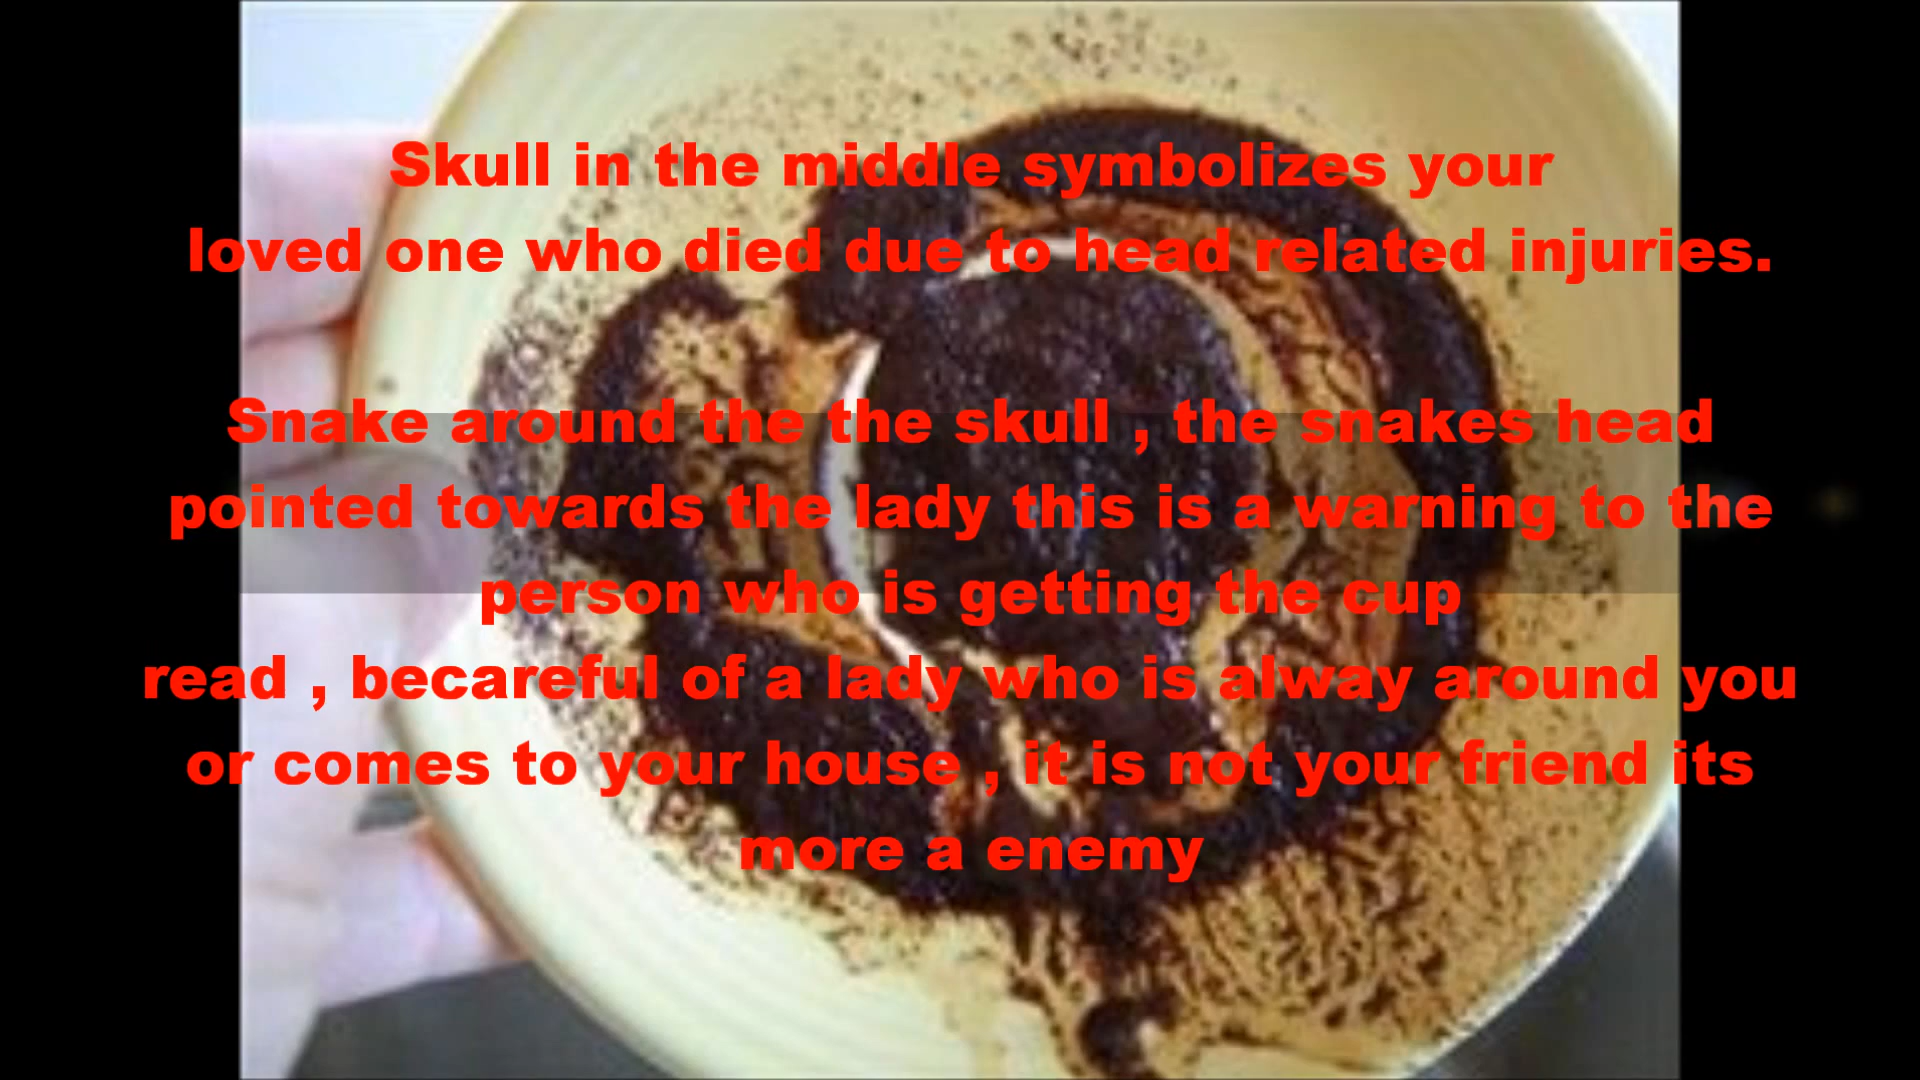 Skull in the middle symbolizes your
loved one who died due to head related injuries.
Snake around the the skull , the snakes head
pointed towards the lady this is a warning to the
person who is getting the cup
read , becareful of a lady who is alway around you
or comes to your house , it is not your friend its
more a enemy